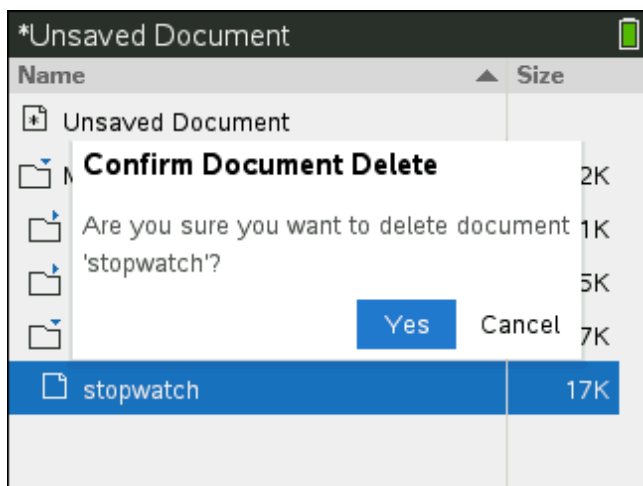 *Unsaved Document
Name Size
Unsaved Document
Confirm Document Delete
2K
Are you sure you want to delete document
'stopwatch'?
1K
5K
Yes Cancel
7K
stopwatch 17K